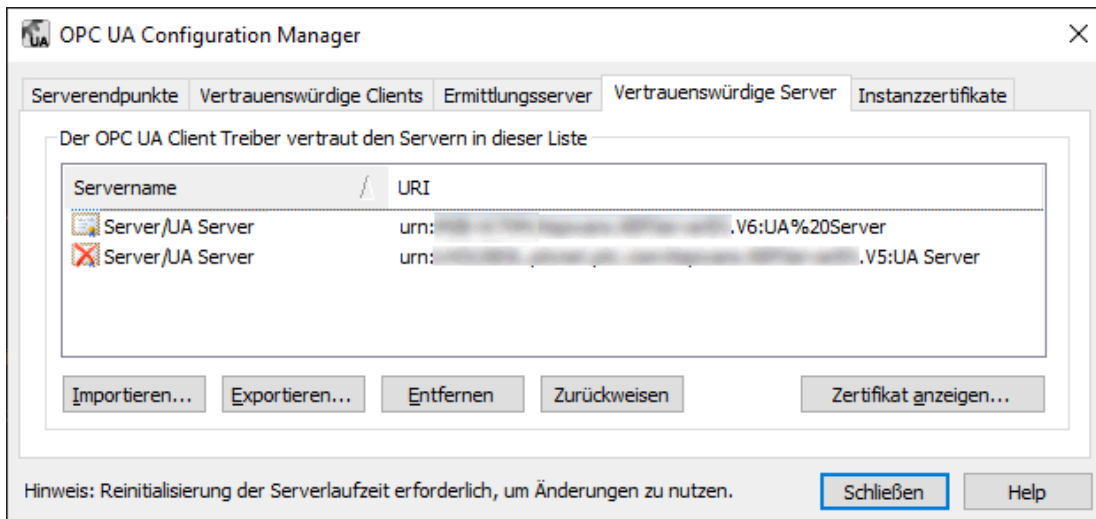 OPC UA Configuration Manager
Serverendpunkte Vertrauenswürdige Clients Ermittlungsserver Vertrauenswürdige Server Instanzzertifikate
Der OPC UA Client Treiber vertraut den Servern in dieser Liste
Servername URI
Server/UA Server urn: .V6:UA%20Server
Server/UA Server urn: .V5:UA Server
Importieren... Exportieren... Entfernen Zurückweisen Zertifikat anzeigen...
Hinweis: Reinitialisierung der Serverlaufzeit erforderlich, um Änderungen zu nutzen. Schließen Help